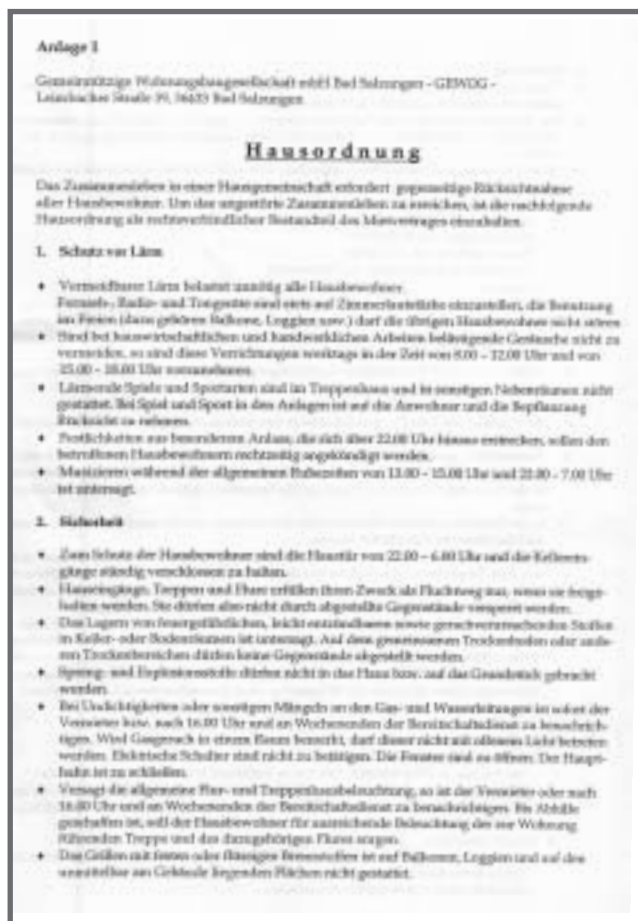 Anlage 1
Gemeinnützige Wohnungsbaugesellschaft mbH Bad Salzungen - GEWOG -
Leimbacher Straße 19, 36433 Bad Salzungen
Hausordnung
Das Zusammenleben in einer Hausgemeinschaft erfordert gegenseitige Rücksichtnahme
aller Hausbewohner. Um das ungestörte Zusammenleben zu erreichen, ist die nachfolgende
Hausordnung als rechtsverbindlicher Bestandteil des Mietvertrages einzuhalten.
1. Schutz vor Lärm
♦ Vermeidbarer Lärm belastet unnötig alle Hausbewohner.
Fernseh-, Radio- und Tongeräte sind stets auf Zimmerlautstärke einzustellen, die Benutzung
im Freien (dazu gehören Balkone, Loggien usw.) darf die übrigen Hausbewohner nicht stören
♦ Sind bei hauswirtschaftlichen und handwerklichen Arbeiten belästigende Geräusche nicht zu
vermeiden, so sind diese Verrichtungen werktags in der Zeit von 8.00 – 12.00 Uhr und von
15.00 – 18.00 Uhr vorzunehmen.
♦ Lärmende Spiele und Sportarten sind im Treppenhaus und in sonstigen Nebenräumen nicht
gestattet. Bei Spiel und Sport in den Anlagen ist auf die Anwohner und die Bepflanzung
Rücksicht zu nehmen.
♦ Festlichkeiten aus besonderem Anlass, die sich über 22.00 Uhr hinaus erstrecken, sollen den
betroffenen Hausbewohnern rechtzeitig angekündigt werden.
♦ Musizieren während der allgemeinen Ruhezeiten von 13.00 – 15.00 Uhr und 22.00 – 7.00 Uhr
ist untersagt.
2. Sicherheit
♦ Zum Schutz der Hausbewohner sind die Haustür von 22.00 – 6.00 Uhr und die Kellerein-
gänge ständig verschlossen zu halten.
♦ Hauseingänge, Treppen und Flure erfüllen ihren Zweck als Fluchtweg nur, wenn sie freige-
halten werden. Sie dürfen also nicht durch abgestellte Gegenstände versperrt werden.
♦ Das Lagern von feuergefährlichen, leicht entzündbaren sowie geruchverursachenden Stoffen
in Keller- oder Bodenräumen ist untersagt. Auf dem gemeinsamen Trockenboden oder ande-
ren Trockenbereichen dürfen keine Gegenstände abgestellt werden.
♦ Spreng- und Explosionsstoffe dürfen nicht in das Haus bzw. auf das Grundstück gebracht
werden.
♦ Bei Undichtigkeiten oder sonstigen Mängeln an den Gas- und Wasserleitungen ist sofort der
Vermieter bzw. nach 16.00 Uhr und an Wochenenden der Bereitschaftsdienst zu benachrich-
tigen. Wird Gasgeruch in einem Raum bemerkt, darf dieser nicht mit offenem Licht betreten
werden. Elektrische Schalter sind nicht zu betätigen. Die Fenster sind zu öffnen. Der Haupt-
hahn ist zu schließen.
♦ Versagt die allgemeine Flur- und Treppenhausbeleuchtung, so ist der Vermieter oder nach
16.00 Uhr und an Wochenenden der Bereitschaftsdienst zu benachrichtigen. Bis Abhilfe
geschaffen ist, soll der Hausbewohner für ausreichende Beleuchtung der zur Wohnung
führenden Treppe und des dazugehörigen Flures sorgen.
♦ Das Grillen mit festen oder flüssigen Brennstoffen ist auf Balkonen, Loggien und auf den
unmittelbar am Gebäude liegenden Flächen nicht gestattet.